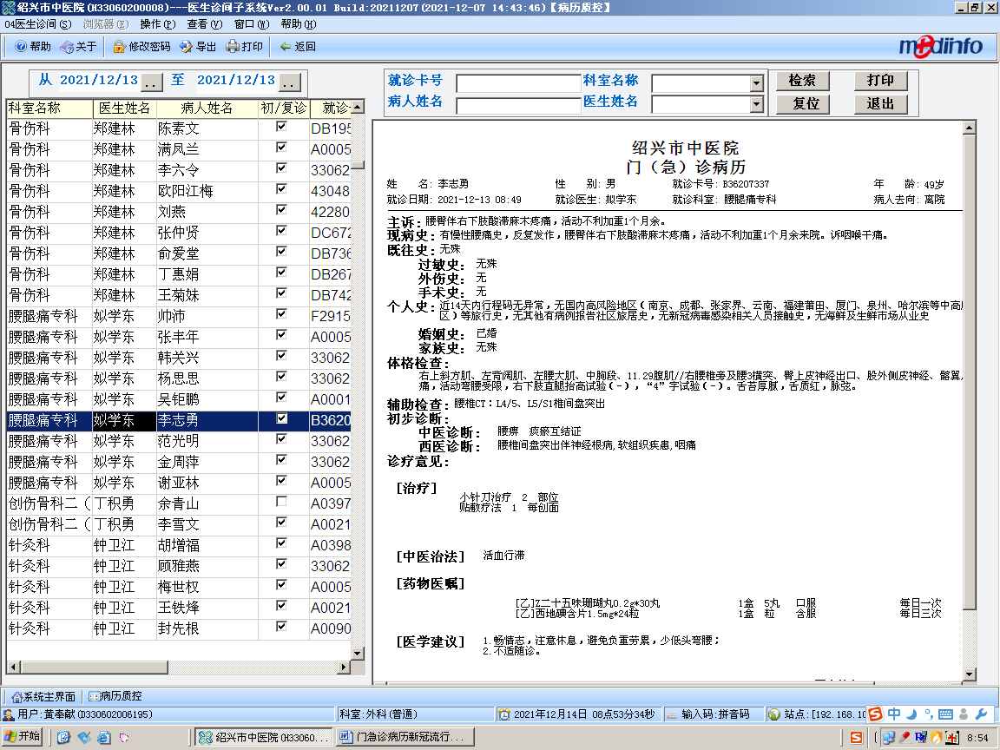 绍兴市中医院(H33060200008)---医生诊间子系统Ver2.00.01 Build:20211207(2021-12-07 14:43:46)【病历质控】
04医生诊间(S) 浏览器(E) 操作(P) 查看(V) 窗口(W) 帮助(H)
帮助 关于 修改密码 导出 打印 返回 medinfo
从 2021/12/13 .. 至 2021/12/13 ..
就诊卡号 科室名称 检索 打印
病人姓名 医生姓名 复位 退出
科室名称 医生姓名 病人姓名 初/复诊 就诊
骨伤科 郑建林 陈素文 DB195
骨伤科 郑建林 满凤兰 A0005
骨伤科 郑建林 李六令 33062
骨伤科 郑建林 欧阳江梅 43048
骨伤科 郑建林 刘燕 42280
骨伤科 郑建林 张仲贤 DC672
骨伤科 郑建林 俞爱堂 DB736
骨伤科 郑建林 丁惠娟 DB267
骨伤科 郑建林 王菊妹 DB742
腰腿痛专科 姒学东 帅沛 F2915
腰腿痛专科 姒学东 张丰年 A0005
腰腿痛专科 姒学东 韩关兴 33062
腰腿痛专科 姒学东 杨思思 33062
腰腿痛专科 姒学东 吴钜鹏 A0001
腰腿痛专科 姒学东 李志勇 B3620
腰腿痛专科 姒学东 范光明 33062
腰腿痛专科 姒学东 金周萍 33062
腰腿痛专科 姒学东 谢亚林 A0005
创伤骨科二( 丁积勇 余青山 A0397
创伤骨科二( 丁积勇 李雪文 A0021
针灸科 钟卫江 胡增福 A0398
针灸科 钟卫江 顾雅燕 33062
针灸科 钟卫江 梅世权 A0005
针灸科 钟卫江 王铁烽 A0021
针灸科 钟卫江 封先根 A0090
绍兴市中医院
门（急）诊病历
姓 名: 李志勇 性 别: 男 就诊卡号: B36207337 年 龄: 49岁
就诊日期: 2021-12-13 08:49 就诊医生: 姒学东 就诊科室: 腰腿痛专科 病人去向: 离院
主诉: 腰臀伴右下肢酸滞麻木疼痛，活动不利加重1个月余。
现病史: 有慢性腰痛史，反复发作，腰臀伴右下肢酸滞麻木疼痛，活动不利加重1个月余来院。诉咽喉干痛。
既往史: 无殊
过敏史: 无殊
外伤史: 无
手术史: 无
个人史: 近14天内行程码无异常，无国内高风险地区（南京、成都、张家界、云南、福建莆田、厦门、泉州、哈尔滨等中高
区）等旅行史，无其他有病例报告社区旅居史，无新冠病毒感染相关人员接触史，无海鲜及生鲜市场从业史
婚姻史: 已婚
家族史: 无殊
体格检查:
右上斜方肌、左背阔肌、左腰大肌、中胸段、11.29腹肌//右腰椎旁及腰3横突、臀上皮神经出口、股外侧皮神经、髂翼,
痛，活动弯腰受限，右下肢直腿抬高试验（-），“4”字试验（-）。舌苔厚腻，舌质红，脉弦。
辅助检查: 腰椎CT：L4/5、L5/S1椎间盘突出
初步诊断:
中医诊断: 腰痹 痰瘀互结证
西医诊断: 腰椎间盘突出伴神经根病,软组织疾患,咽痛
诊疗意见:
[治疗]
小针刀治疗 2 部位
贴敷疗法 1 每创面
[中医治法] 活血行滞
[药物医嘱]
[乙]Z二十五味珊瑚丸0.2g*30丸 1盒 5丸 口服 每日一次
[乙]西地碘含片1.5mg*24粒 1盒 粒 含服 每日三次
[医学建议] 1.畅情志，注意休息，避免负重劳累，少低头弯腰；
2.不适随诊。
系统主界面 病历质控
用户:黄奉献(D330602006195) 科室:外科(普通) 2021年12月14日 08点53分34秒 输入码:拼音码 站点:[192.168.10 中
开始 绍兴市中医院(H33060... 门急诊病历新冠流行... 8:54